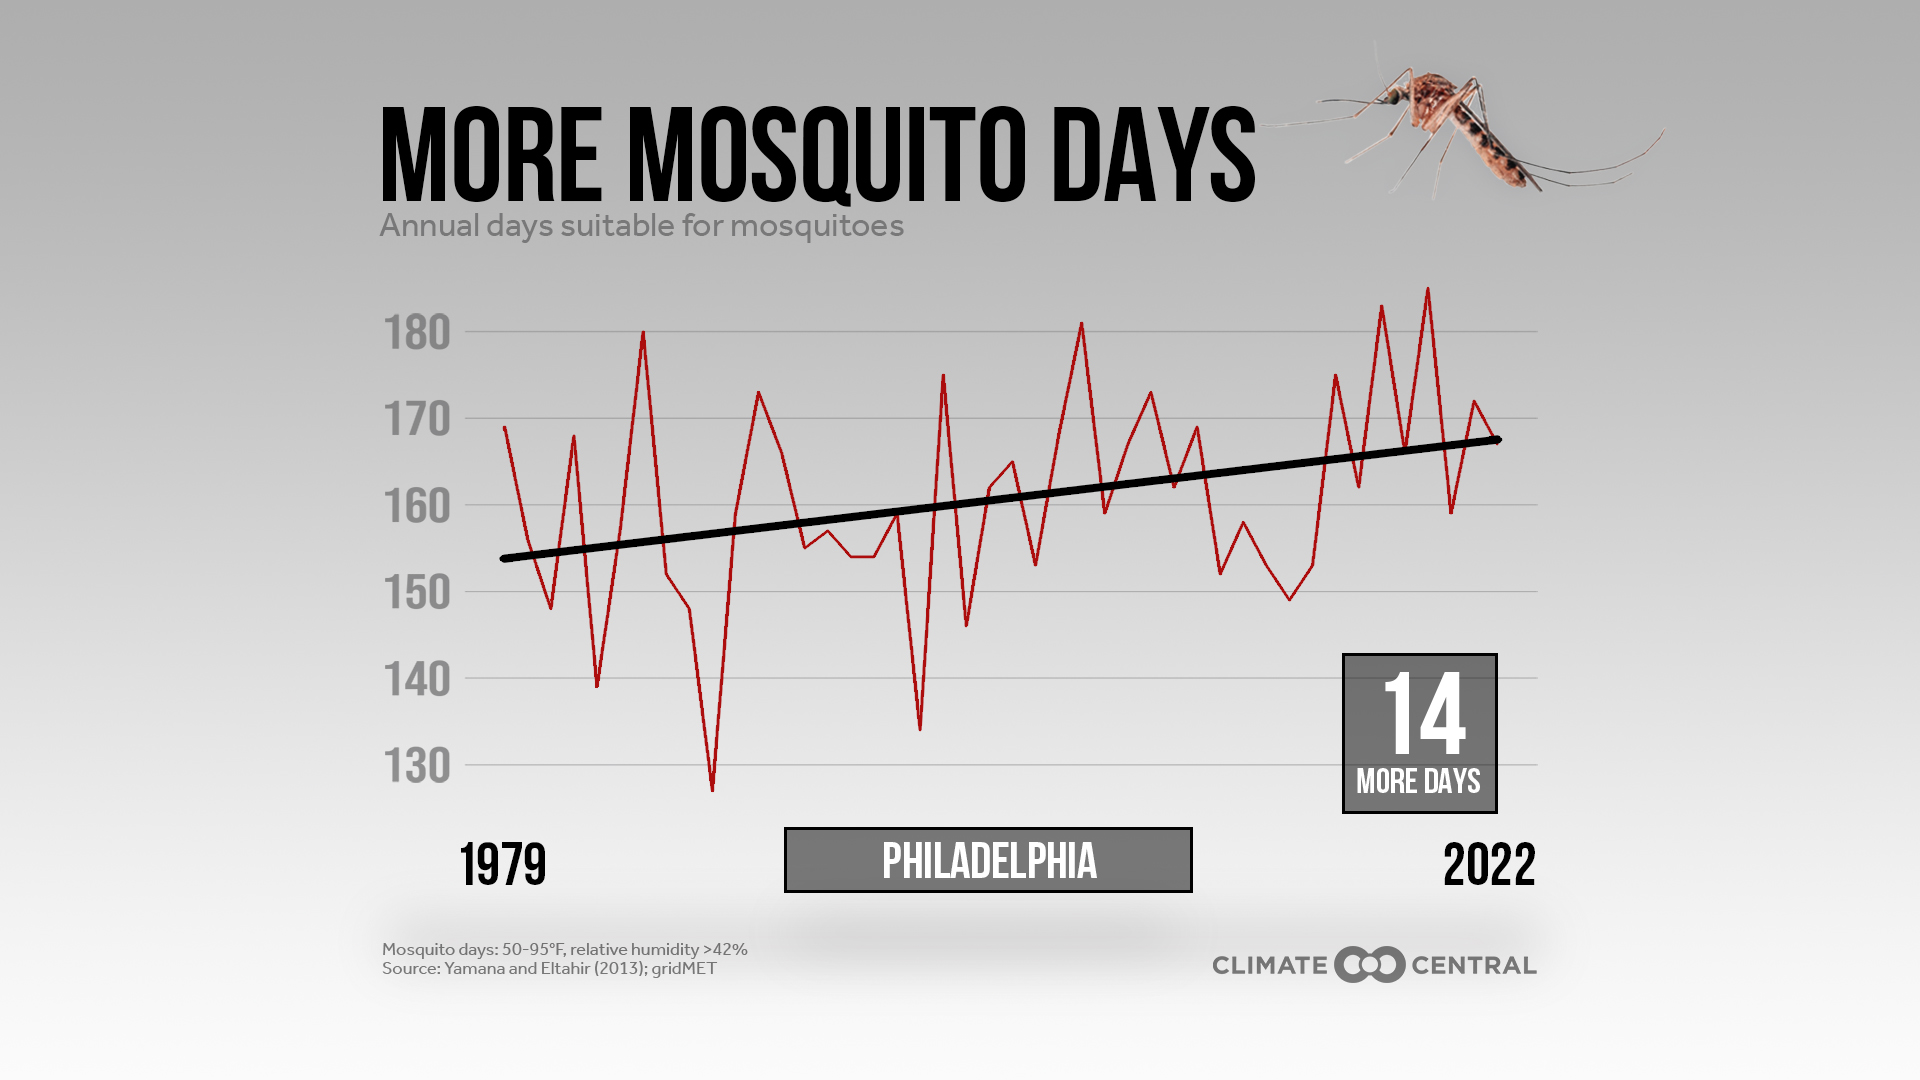 MORE MOSQUITO DAYS
Annual days suitable for mosquitoes
180
170
160
150
140
130
14
MORE DAYS
1979
PHILADELPHIA
2022
Mosquito days: 50-95°F, relative humidity >42%
Source: Yamana and Eltahir (2013); gridMET
CLIMATE CENTRAL